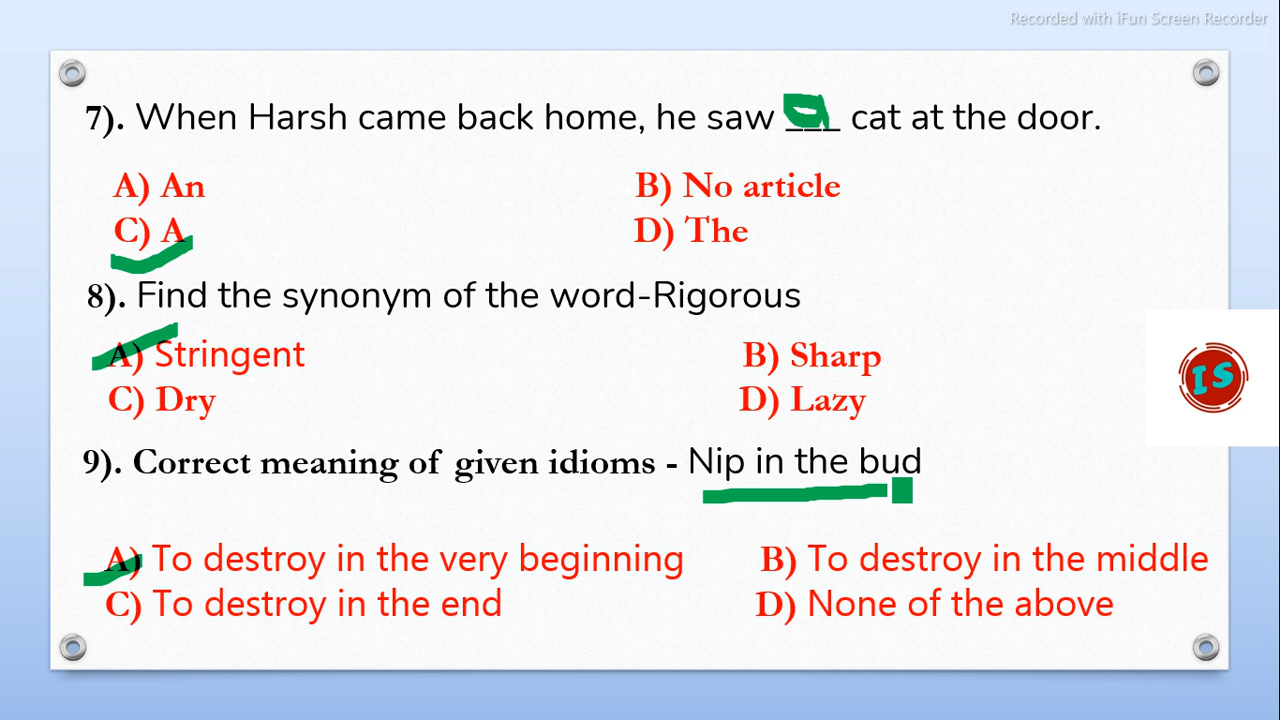 Recorded with iFun Screen Recorder
7). When Harsh came back home, he saw a cat at the door.
A) An B) No article
C) A D) The
8). Find the synonym of the word-Rigorous
A) Stringent B) Sharp
C) Dry D) Lazy
IS
9). Correct meaning of given idioms - Nip in the bud
A) To destroy in the very beginning B) To destroy in the middle
C) To destroy in the end D) None of the above